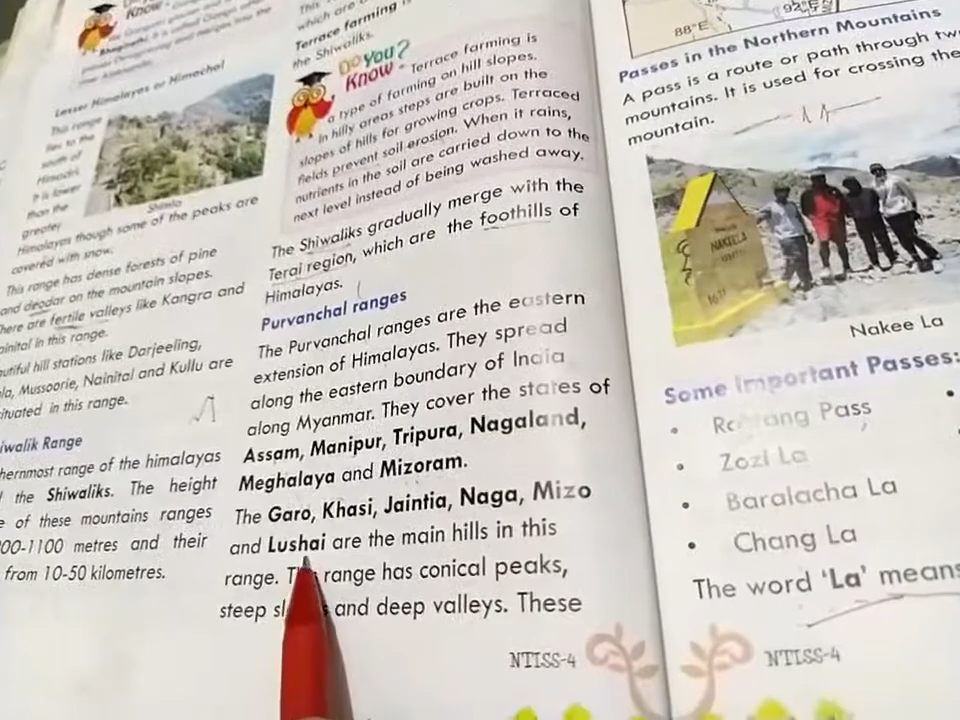 Know
Lesser Himalayas or Himachal
This range
lies to the
south of
Himadri.
It is lower
than the
greater
Shimla
Himalayas though some of the peaks are
covered with snow.
This range has dense forests of pine
and deodar on the mountain slopes.
There are fertile valleys like Kangra and
Nainital in this range.
hill stations like Darjeeling,
Mussoorie, Nainital and Kullu are
situated in this range.
Range
range of the himalayas
the Shiwaliks. The height
of these mountains ranges
1100 metres and their
from 10-50 kilometres.
which are
Terrace farming
the Shiwaliks.
Do You?
Know - Terrace farming is
a type of farming on hill slopes.
In hilly areas steps are built on the
slopes of hills for growing crops. Terraced
fields prevent soil erosion. When it rains,
nutrients in the soil are carried down to the
next level instead of being washed away.
The Shiwaliks gradually merge with the
Terai region, which are the foothills of
Himalayas.
Purvanchal ranges
The Purvanchal ranges are the eastern
extension of Himalayas. They spread
along the eastern boundary of India
along Myanmar. They cover the states of
Assam, Manipur, Tripura, Nagaland,
Meghalaya and Mizoram.
The Garo, Khasi, Jaintia, Naga, Mizo
and Lushai are the main hills in this
range. range has conical peaks,
steep and deep valleys. These
NTISS-4
88°E
92°E
Passes in the Northern Mountains
A pass is a route or path through
mountains. It is used for crossing the
mountain.
NAKEELA
Nakee La
Some Important Passes:
• Rohtang Pass
• Zozi La
• Baralacha La
• Chang La
The word 'La' means
NTISS-4